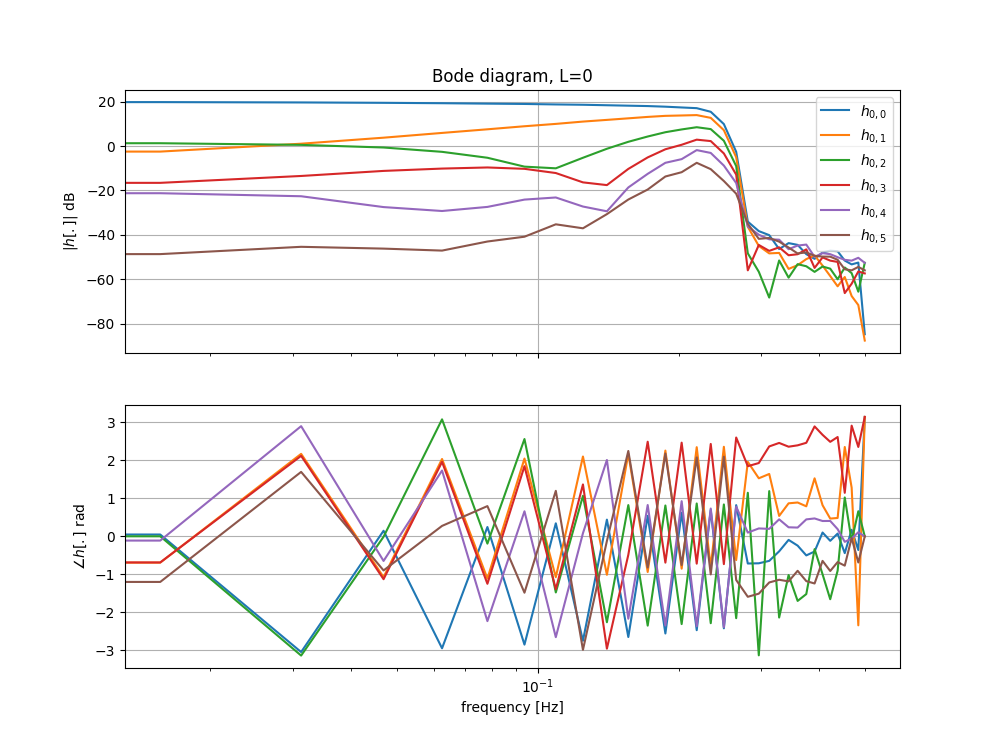 Bode diagram, L=0
|h[.]| dB
20
0
−20
−40
−60
−80
h0,0
h0,1
h0,2
h0,3
h0,4
h0,5
∠h[.] rad
3
2
1
0
−1
−2
−3
10−1
frequency [Hz]